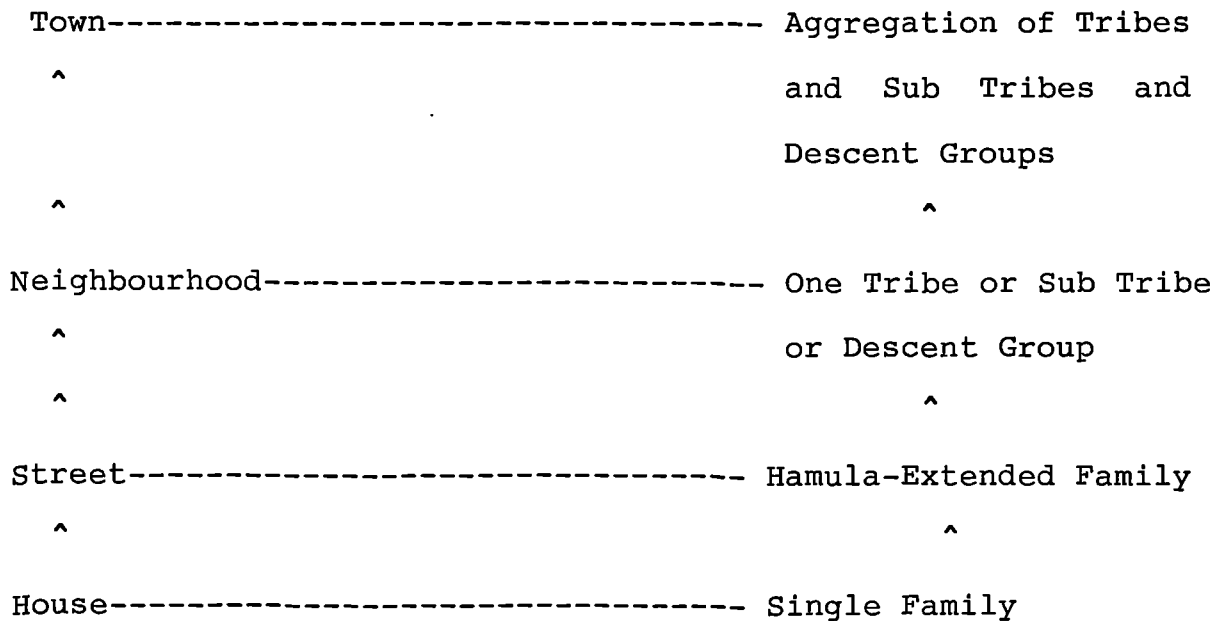 Town--------------------------------- Aggregation of Tribes
^
and Sub Tribes and
Descent Groups
^ ^
Neighbourhood------------------------- One Tribe or Sub Tribe
^
or Descent Group
^ ^
Street------------------------------- Hamula-Extended Family
^ ^
House-------------------------------- Single Family